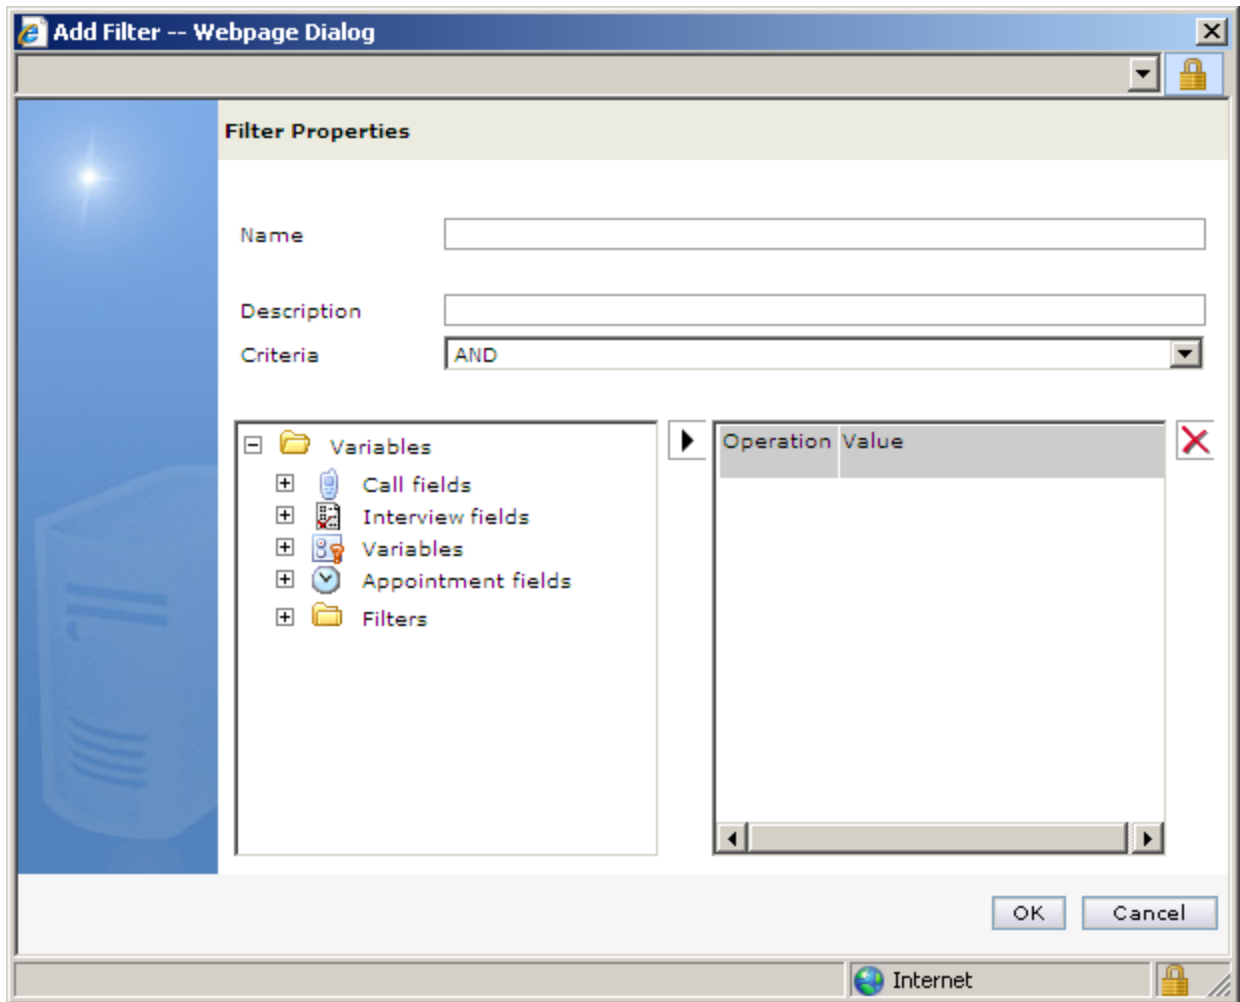 Add Filter -- Webpage Dialog
Filter Properties
Name
Description
Criteria
AND
Variables
Call fields
Interview fields
Variables
Appointment fields
Filters
Operation Value
OK Cancel
Internet